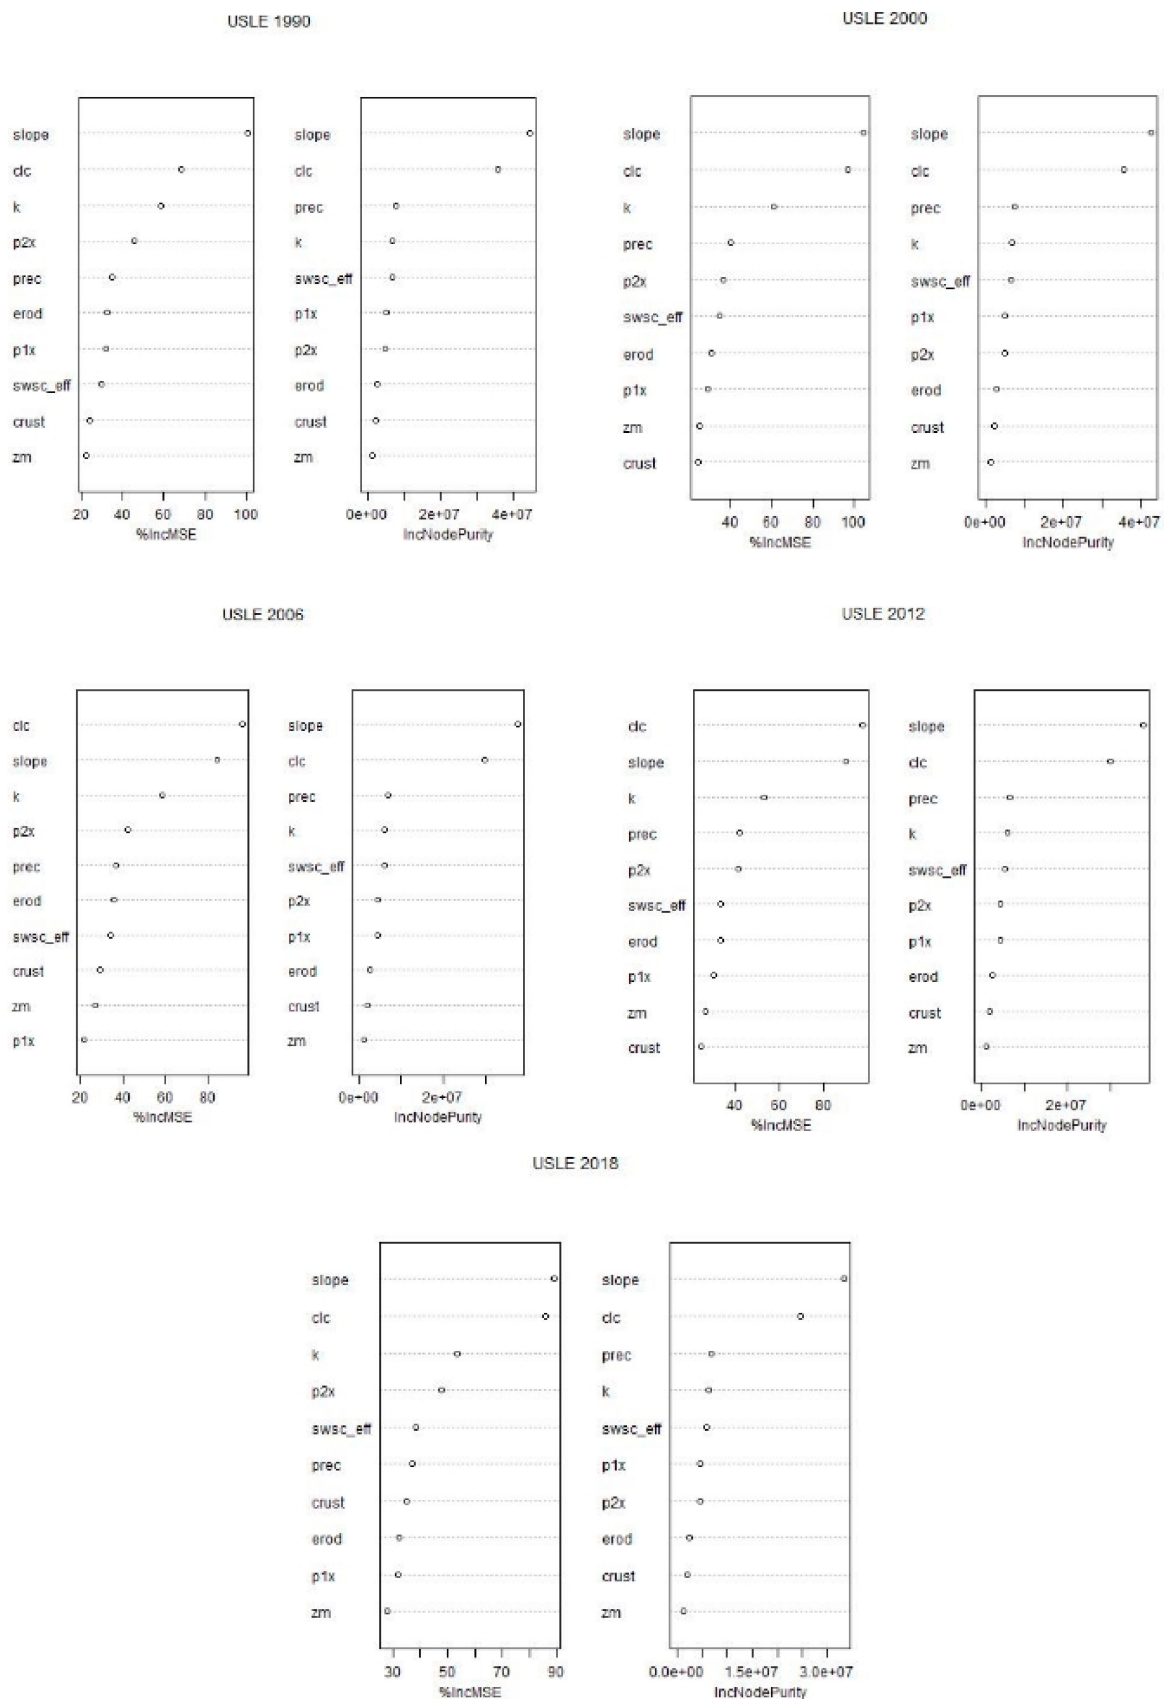 USLE 1990
slope
clc
k
p2x
prec
erod
p1x
swsc_eff
crust
zm
20 40 60 80 100
%IncMSE
slope
clc
prec
k
swsc_eff
p1x
p2x
erod
crust
zm
0e+00 2e+07 4e+07
IncNodePurity
USLE 2000
slope
clc
k
prec
p2x
swsc_eff
erod
p1x
zm
crust
40 60 80 100
%IncMSE
slope
clc
prec
k
swsc_eff
p1x
p2x
erod
crust
zm
0e+00 2e+07 4e+07
IncNodePurity
USLE 2006
clc
slope
k
p2x
prec
erod
swsc_eff
crust
zm
p1x
20 40 60 80
%IncMSE
slope
clc
prec
k
swsc_eff
p2x
p1x
erod
crust
zm
0e+00 2e+07
IncNodePurity
USLE 2012
clc
slope
k
prec
p2x
swsc_eff
erod
p1x
zm
crust
40 60 80
%IncMSE
slope
clc
prec
k
swsc_eff
p2x
p1x
erod
crust
zm
0e+00 2e+07
IncNodePurity
USLE 2018
slope
clc
k
p2x
swsc_eff
prec
crust
erod
p1x
zm
30 50 70 90
%IncMSE
slope
clc
prec
k
swsc_eff
p1x
p2x
erod
crust
zm
0.0e+00 1.5e+07 3.0e+07
IncNodePurity